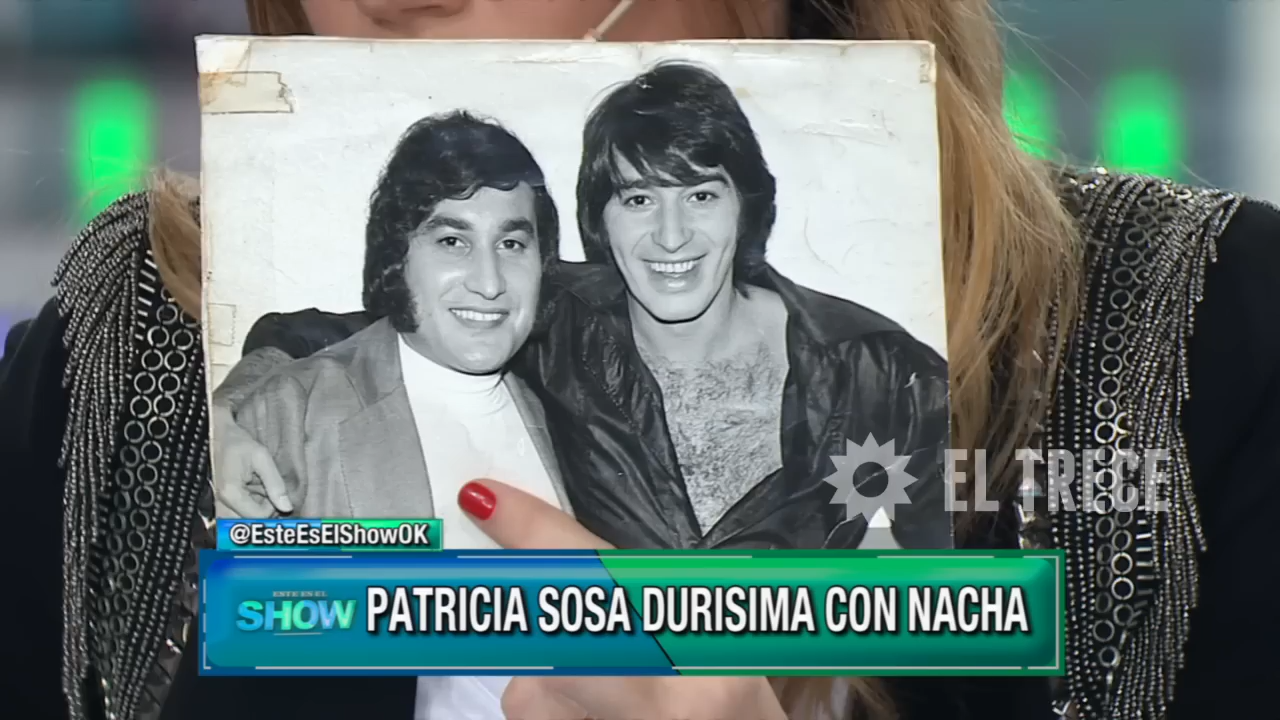 EL TRECE
@EsteEsElShowOK
ESTE ES EL
SHOW
PATRICIA SOSA DURISIMA CON NACHA